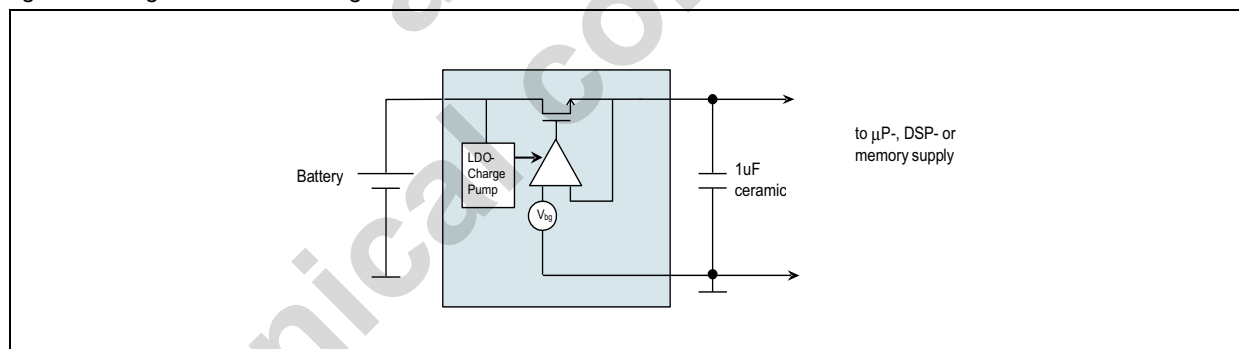 Battery
LDO-
Charge
Pump
Vbg
1uF
ceramic
to µP-, DSP- or
memory supply